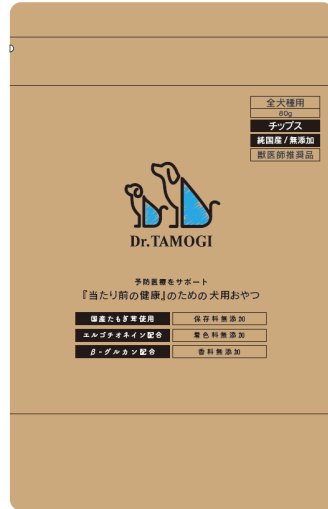 全犬種用
80g
チップス
純国産/無添加
獣医師推奨品
Dr.TAMOGI
予防医療をサポート
『当たり前の健康』のための犬用おやつ
国産たもぎ茸使用 保存料無添加
エルゴチオネイン配合 着色料無添加
β-グルカン配合 香料無添加